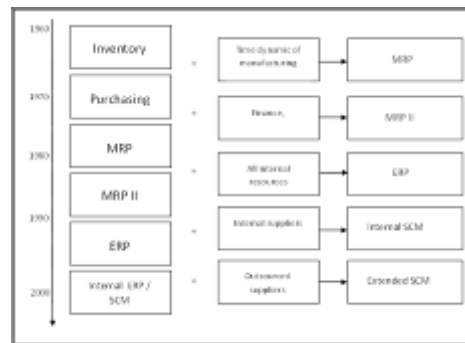 1960
Inventory
Time dynamic of
manufacturing
MRP
1970
Purchasing
Finance,
MRP II
MRP
1980
All internal
resources
ERP
MRP II
1990
Internal suppliers
Internal SCM
ERP
Internal ERP /
SCM
2000
Outsourced
suppliers
Extended SCM